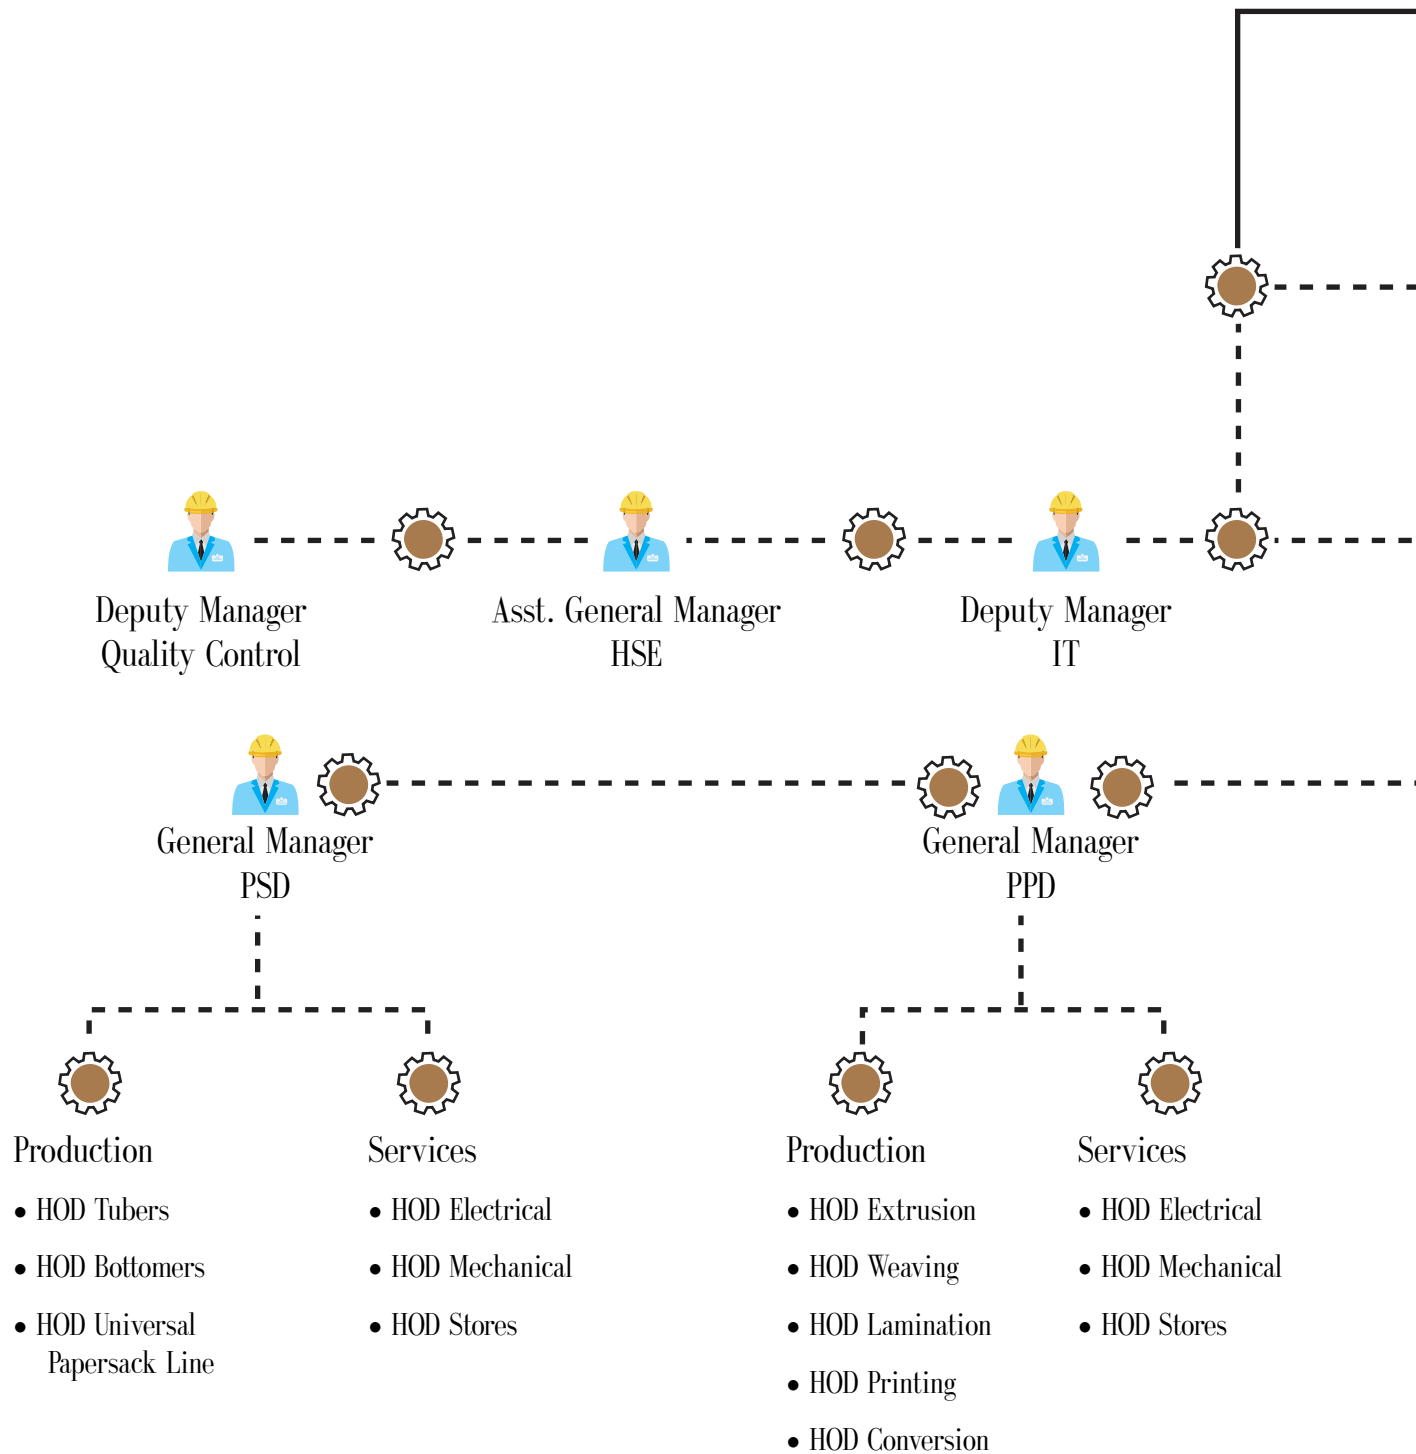 Deputy Manager
Quality Control
Asst. General Manager
HSE
Deputy Manager
IT
General Manager
PSD
General Manager
PPD
Production
• HOD Tubers
• HOD Bottomers
• HOD Universal
Papersack Line
Services
• HOD Electrical
• HOD Mechanical
• HOD Stores
Production
• HOD Extrusion
• HOD Weaving
• HOD Lamination
• HOD Printing
• HOD Conversion
Services
• HOD Electrical
• HOD Mechanical
• HOD Stores